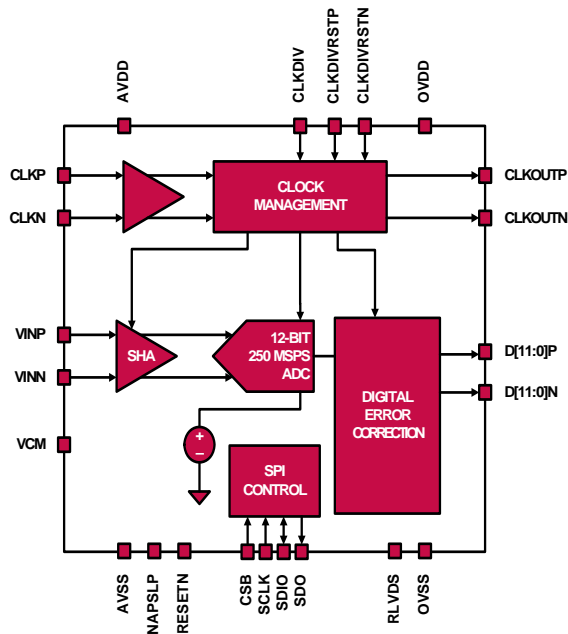 AVDD
CLKDIV
CLKDIVRSTP
CLKDIVRSTN
OVDD
CLKP
CLKN
CLOCK
MANAGEMENT
CLKOUTP
CLKOUTN
VINP
VINN
SHA
12-BIT
250 MSPS
ADC
D[11:0]P
D[11:0]N
DIGITAL
ERROR
CORRECTION
VCM
+
–
SPI
CONTROL
AVSS
NAPSLP
RESETN
CSB
SCLK
SDIO
SDO
RLVDS
OVSS